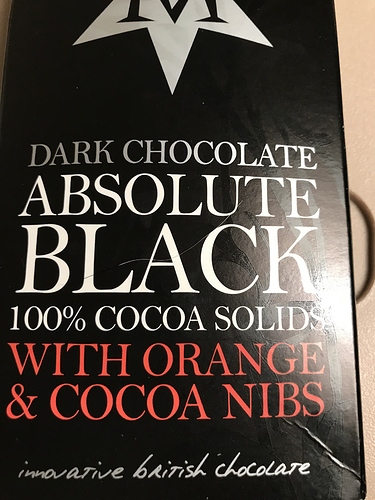 M
DARK CHOCOLATE
ABSOLUTE
BLACK
100% COCOA SOLIDS
WITH ORANGE
& COCOA NIBS
innovative british chocolate